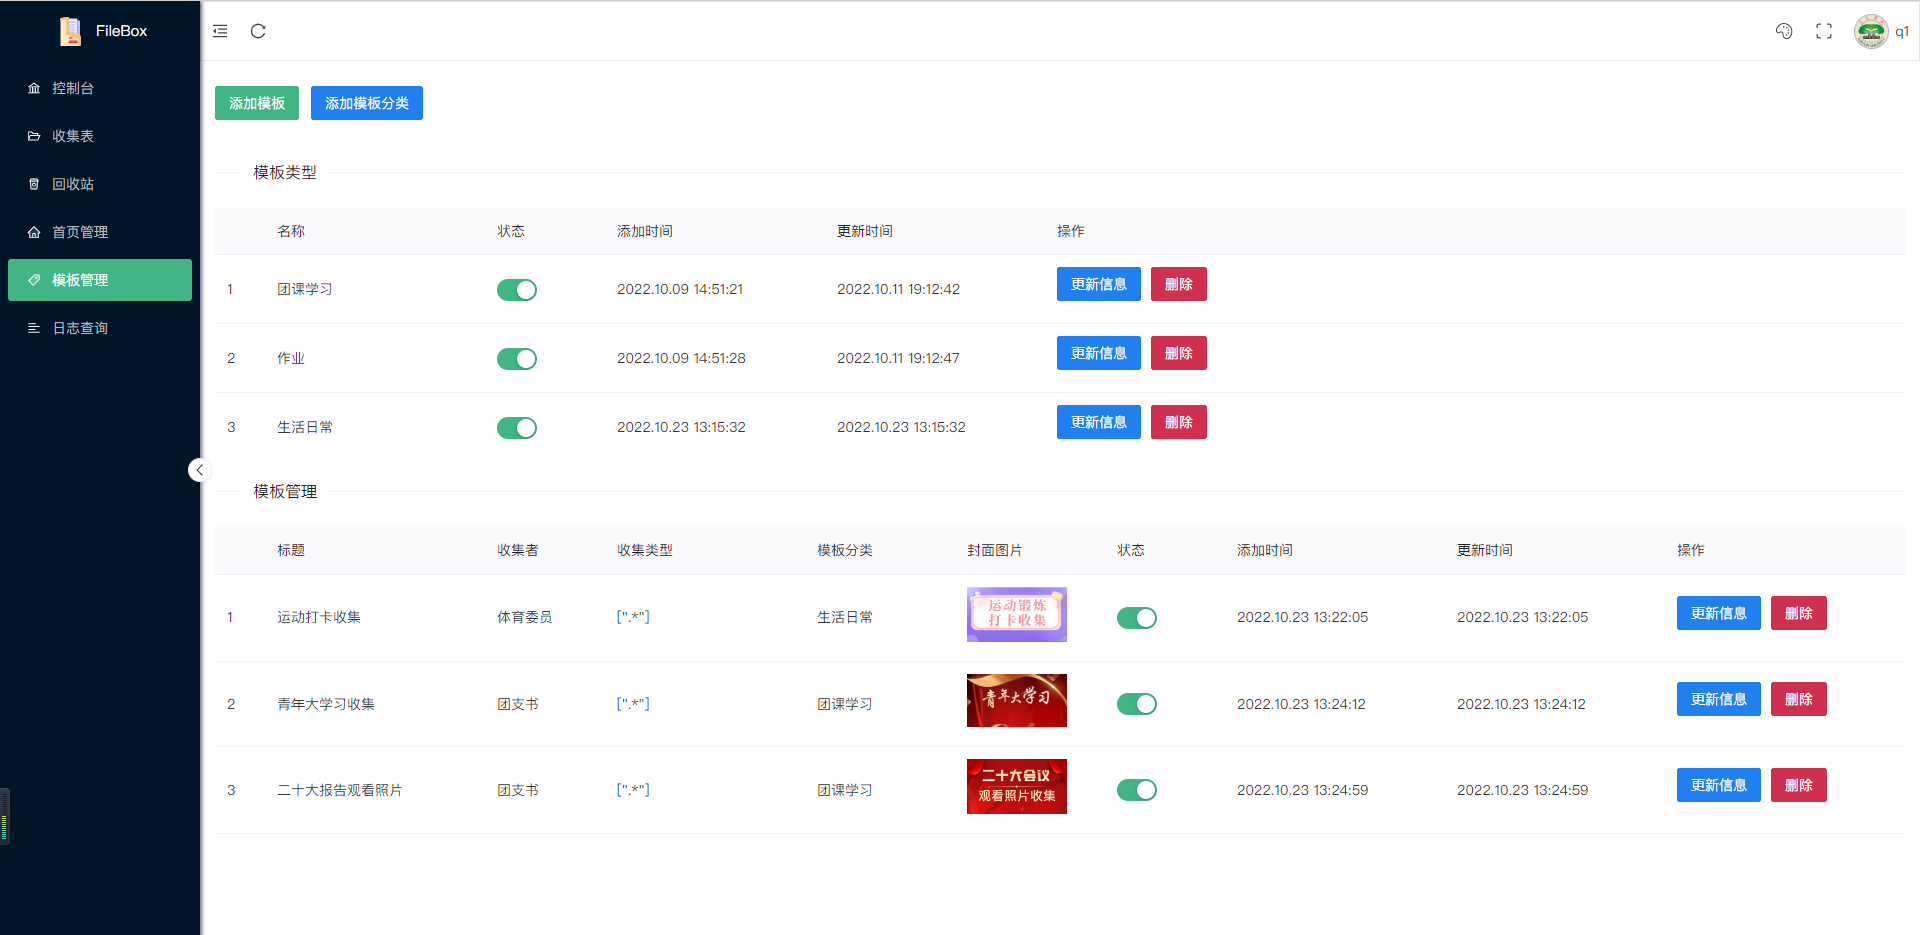 FileBox
q1
控制台
收集表
回收站
首页管理
模板管理
日志查询
添加模板 添加模板分类
模板类型
名称 状态 添加时间 更新时间 操作
1 团课学习 2022.10.09 14:51:21 2022.10.11 19:12:42 更新信息 删除
2 作业 2022.10.09 14:51:28 2022.10.11 19:12:47 更新信息 删除
3 生活日常 2022.10.23 13:15:32 2022.10.23 13:15:32 更新信息 删除
模板管理
标题 收集者 收集类型 模板分类 封面图片 状态 添加时间 更新时间 操作
1 运动打卡收集 体育委员 [".*"] 生活日常 2022.10.23 13:22:05 2022.10.23 13:22:05 更新信息 删除
运动锻炼
打卡收集
2 青年大学习收集 团支书 [".*"] 团课学习 2022.10.23 13:24:12 2022.10.23 13:24:12 更新信息 删除
青年大学习
3 二十大报告观看照片 团支书 [".*"] 团课学习 2022.10.23 13:24:59 2022.10.23 13:24:59 更新信息 删除
二十大会议
观看照片收集